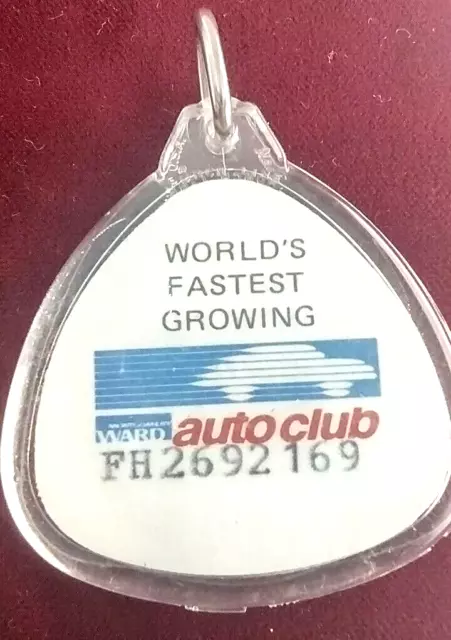 WORLD'S
FASTEST
GROWING
WARD auto club
FH2692169